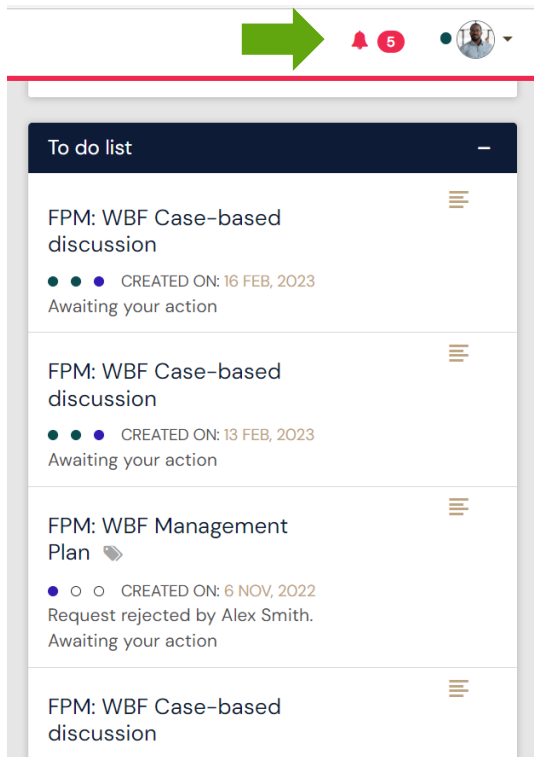 5
To do list
FPM: WBF Case-based
discussion
CREATED ON: 16 FEB, 2023
Awaiting your action
FPM: WBF Case-based
discussion
CREATED ON: 13 FEB, 2023
Awaiting your action
FPM: WBF Management
Plan
CREATED ON: 6 NOV, 2022
Request rejected by Alex Smith.
Awaiting your action
FPM: WBF Case-based
discussion